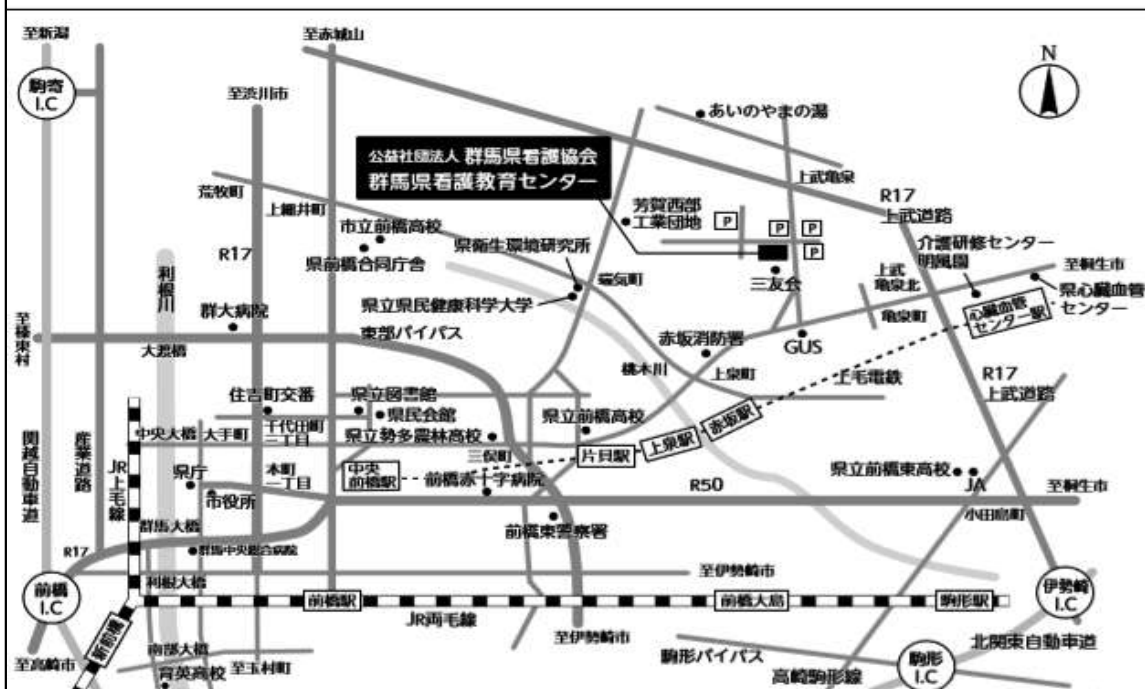 至新潟
至赤城山
N
駒寄
I.C
至渋川市
あいのやまの湯
公益社団法人 群馬県看護協会
群馬県看護教育センター
上武亀泉
荒牧町
上細井町
芳賀西部
工業団地
P
P
P
P
R17
上武道路
市立前橋高校
県衛生環境研究所
介護研修センター
明風園
R17
県前橋合同庁舎
利根川
端気町
三友会
上武
亀泉北
至桐生市
県心臓血管
センター
県立県民健康科学大学
心臓血管
センター駅
群大病院
至榛東村
東部バイパス
亀泉町
赤坂消防署
GUS
大渡橋
桃木川
上泉町
上毛電鉄
R17
上武道路
住吉町交番
県立図書館
県民会館
千代田町
三丁目
県立前橋高校
赤坂駅
上泉駅
中央大橋
大手町
県立勢多農林高校
関越自動車道
産業道路
JR上毛線
三俣町
片貝駅
県庁
本町
一丁目
中央
前橋駅
前橋赤十字病院
県立前橋東高校
JA
市役所
R50
至桐生市
小田島町
群馬大橋
前橋東警察署
R17
群馬中央総合病院
前橋
I.C
利根大橋
至伊勢崎市
伊勢崎
I.C
前橋駅
前橋大島
駒形駅
JR両毛線
新前橋
至伊勢崎市
北関東自動車道
南部大橋
駒形バイパス
駒形
I.C
至高崎市
至玉村町
育英高校
高崎駒形線